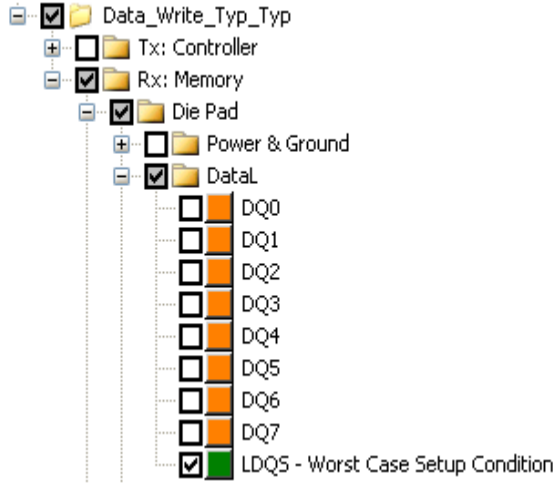 Data_Write_Typ_Typ
Tx: Controller
Rx: Memory
Die Pad
Power & Ground
DataL
DQ0
DQ1
DQ2
DQ3
DQ4
DQ5
DQ6
DQ7
LDQS - Worst Case Setup Condition